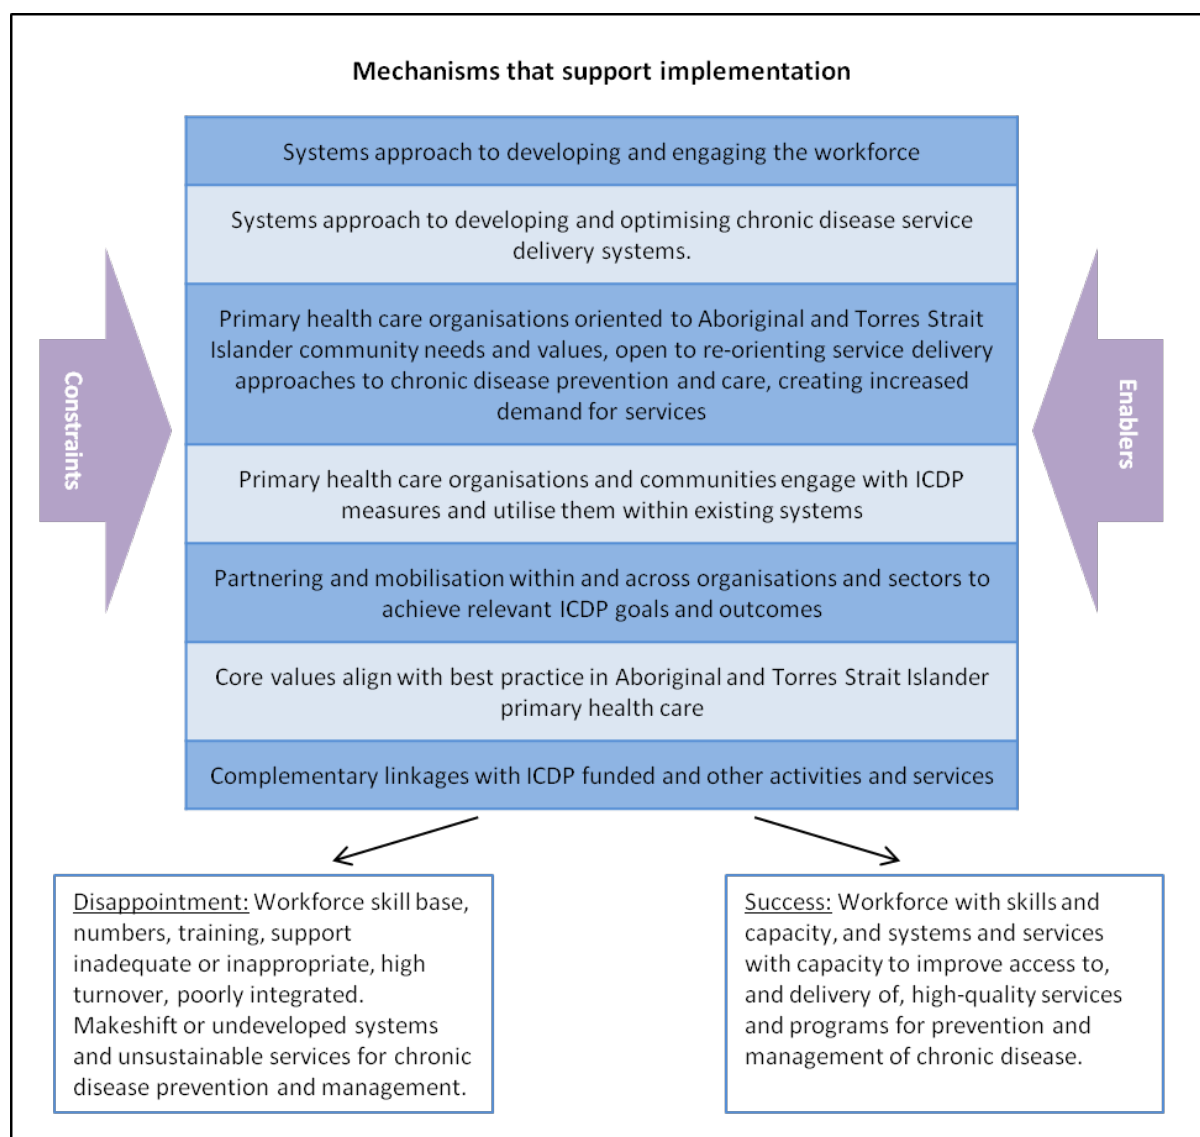 Mechanisms that support implementation
Systems approach to developing and engaging the workforce
Systems approach to developing and optimising chronic disease service
delivery systems.
Primary health care organisations oriented to Aboriginal and Torres Strait
Islander community needs and values, open to re-orienting service delivery
approaches to chronic disease prevention and care, creating increased
demand for services
Constraints
Enablers
Primary health care organisations and communities engage with ICDP
measures and utilise them within existing systems
Partnering and mobilisation within and across organisations and sectors to
achieve relevant ICDP goals and outcomes
Core values align with best practice in Aboriginal and Torres Strait Islander
primary health care
Complementary linkages with ICDP funded and other activities and services
Disappointment: Workforce skill base,
numbers, training, support
inadequate or inappropriate, high
turnover, poorly integrated.
Makeshift or undeveloped systems
and unsustainable services for chronic
disease prevention and management.
Success: Workforce with skills and
capacity, and systems and services
with capacity to improve access to,
and delivery of, high-quality services
and programs for prevention and
management of chronic disease.